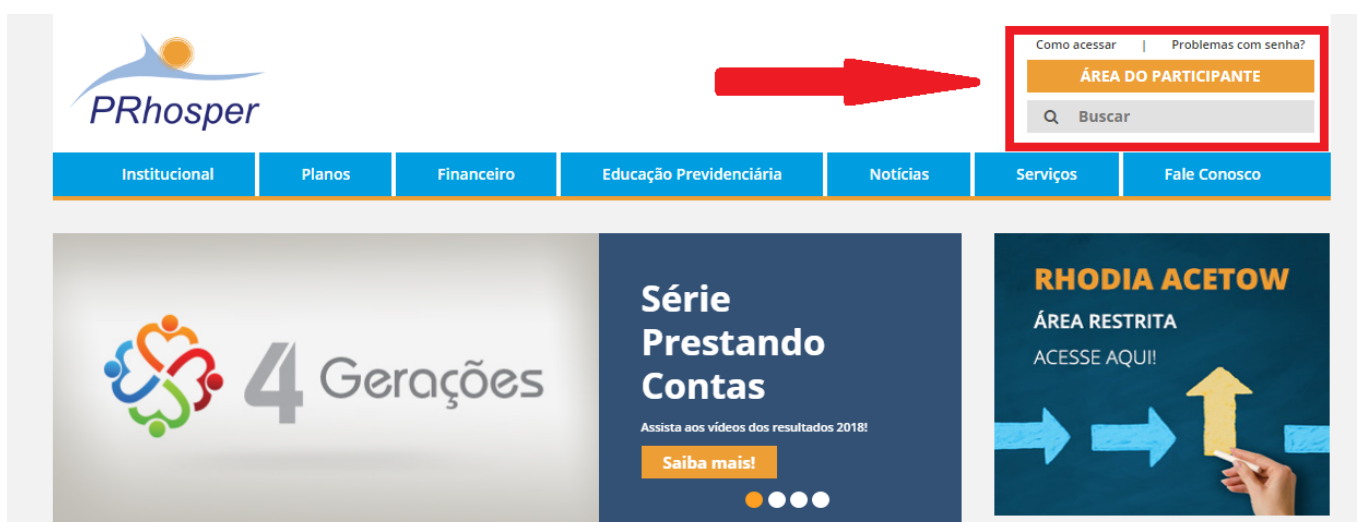 Como acessar | Problemas com senha?
ÁREA DO PARTICIPANTE
Buscar
PRhosper
Institucional Planos Financeiro Educação Previdenciária Notícias Serviços Fale Conosco
4 Gerações
Série
Prestando
Contas
Assista aos vídeos dos resultados 2018!
Saiba mais!
RHODIA ACETOW
ÁREA RESTRITA
ACESSE AQUI!